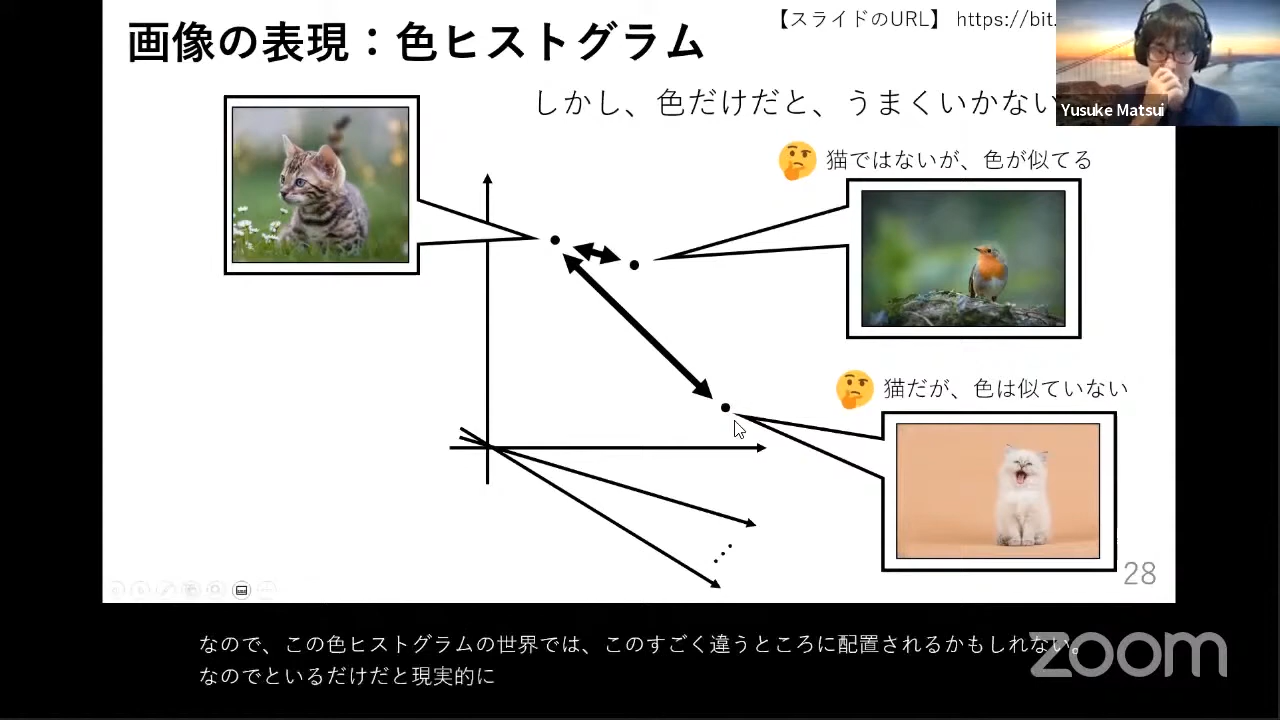 画像の表現：色ヒストグラム
【スライドのURL】 https://bit.
しかし、色だけだと、うまくいかない
Yusuke Matsui
猫ではないが、色が似てる
猫だが、色は似ていない
28
なので、この色ヒストグラムの世界では、このすごく違うところに配置されるかもしれない。
なのでといるだけだと現実的に
zoom